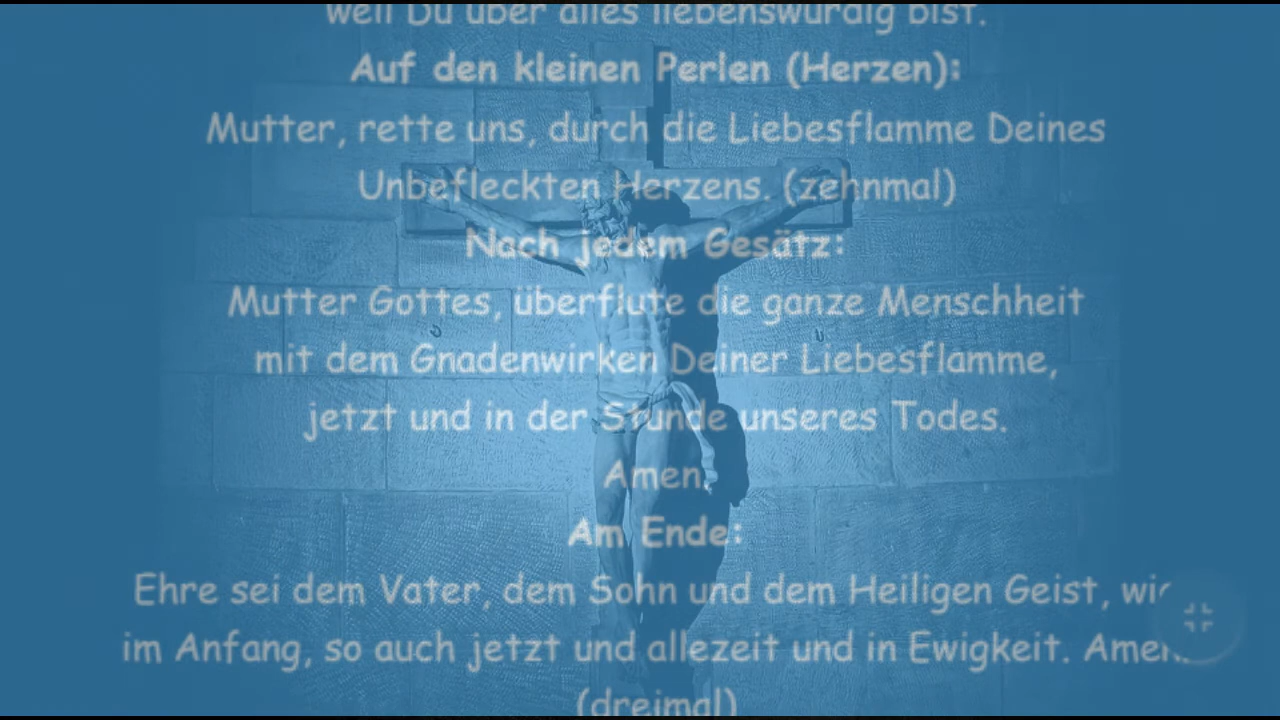 weil Du über alles liebenswürdig bist.
Auf den kleinen Perlen (Herzen):
Mutter, rette uns, durch die Liebesflamme Deines
Unbefleckten Herzens. (zehnmal)
Nach jedem Gesätz:
Mutter Gottes, überflute die ganze Menschheit
mit dem Gnadenwirken Deiner Liebesflamme,
jetzt und in der Stunde unseres Todes.
Amen.
Am Ende:
Ehre sei dem Vater, dem Sohn und dem Heiligen Geist, wie
im Anfang, so auch jetzt und allezeit und in Ewigkeit. Amen.
(dreimal)